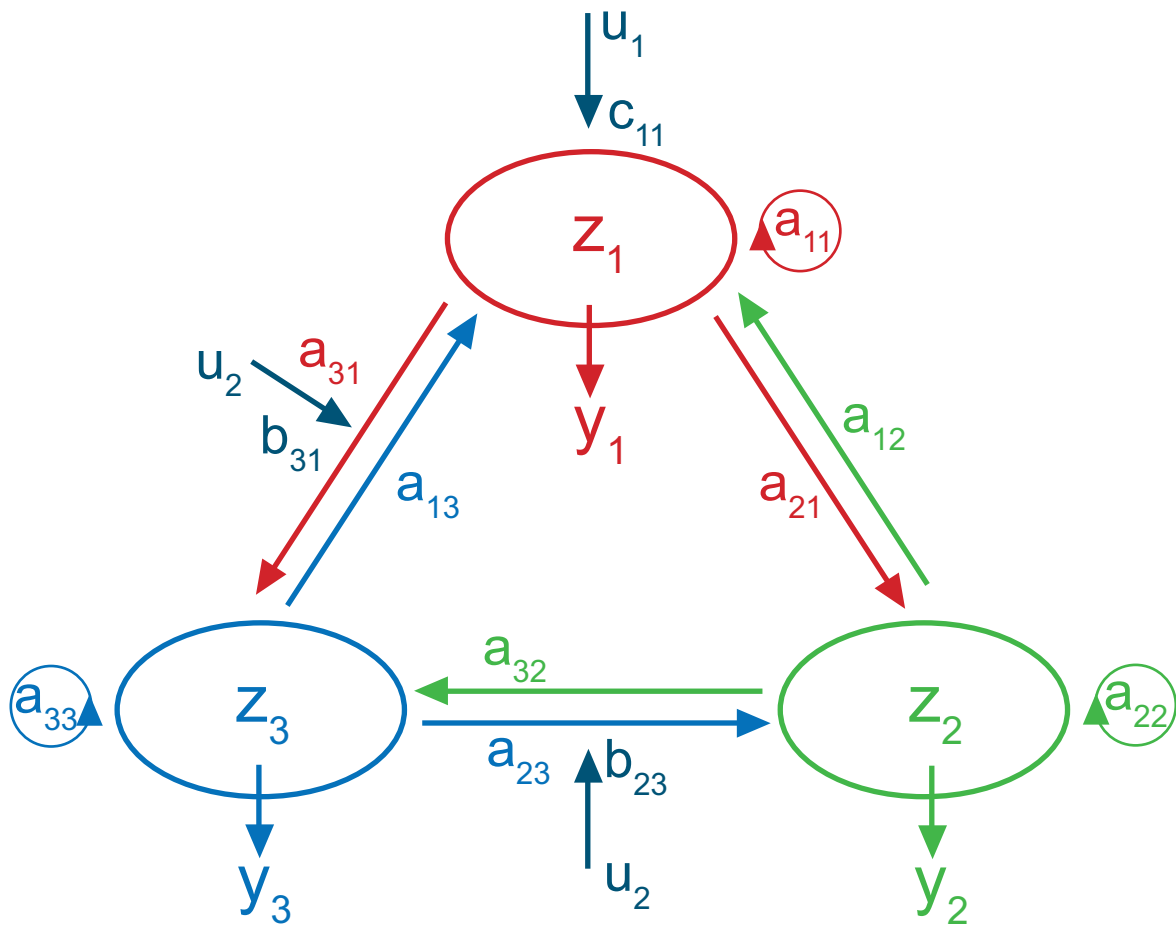 u₁
c₁₁
z₁
a₁₁
u₂
a₃₁
b₃₁
y₁
a₁₂
a₁₃
a₂₁
a₃₂
a₃₃
z₃
z₂
a₂₂
a₂₃
b₂₃
u₂
y₃
y₂